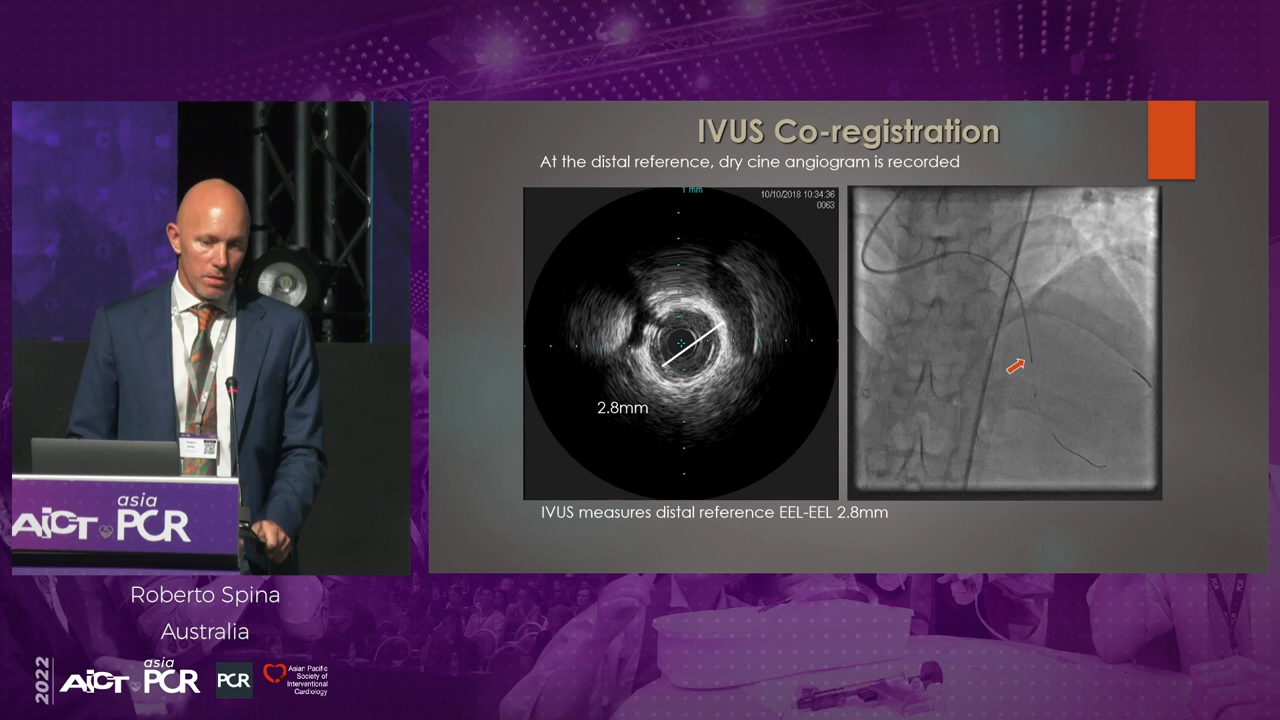 IVUS Co-registration
At the distal reference, dry cine angiogram is recorded
1 mm
10/10/2018 10:34:36
0063
2.8mm
IVUS measures distal reference EEL-EEL 2.8mm
asia
AICT PCR
Roberto Spina
Australia
2022
asia
AICT PCR
PCR
Asian Pacific
Society of
Interventional
Cardiology